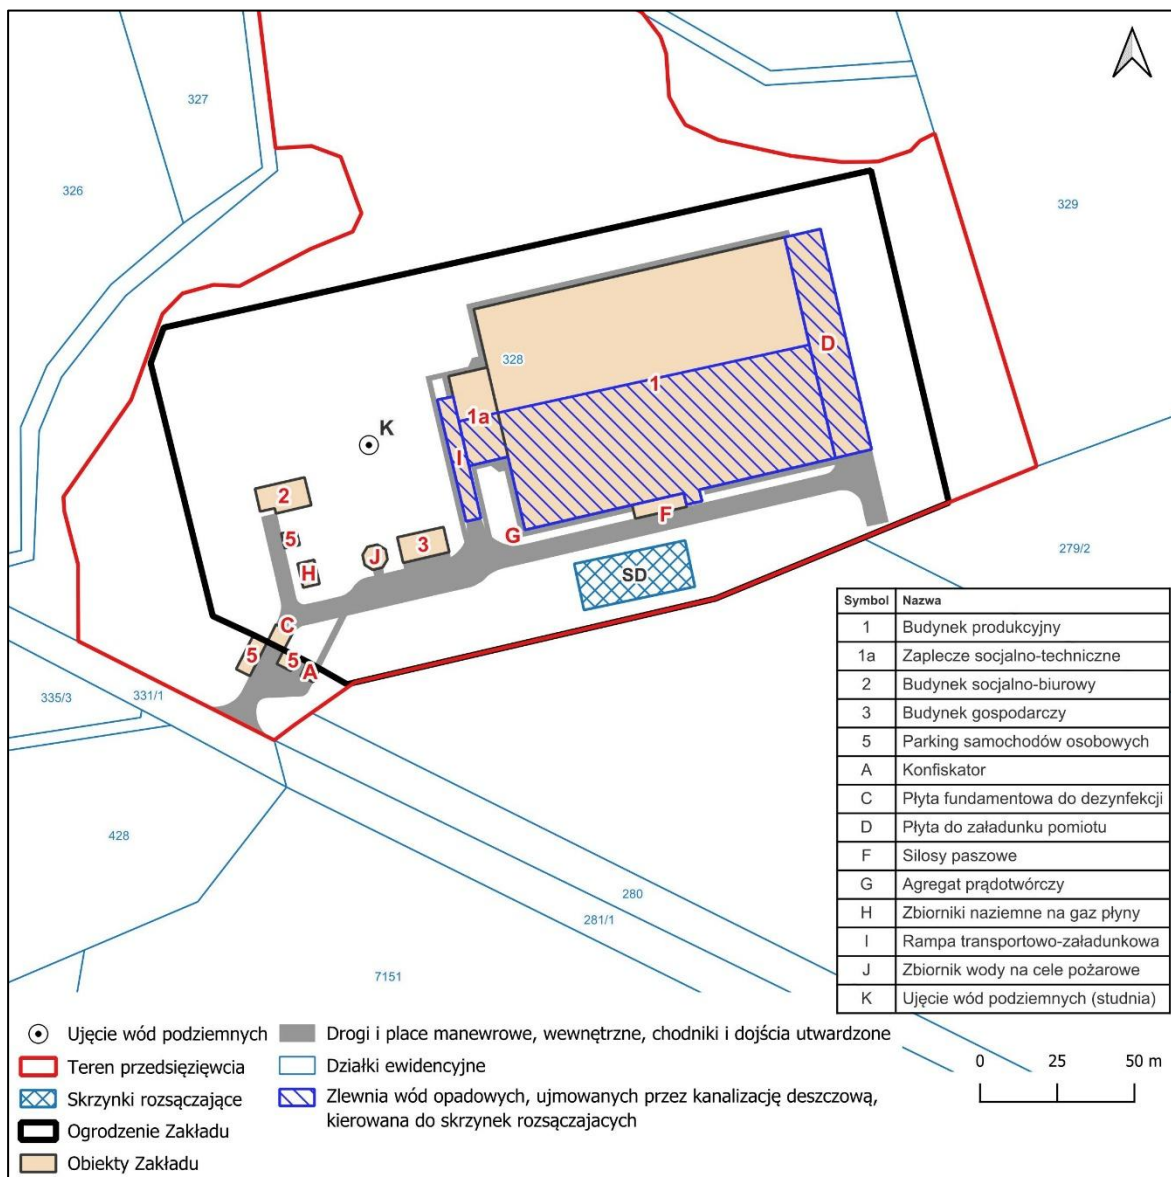 327
326
329
328
K
1
1a
D
I
2
5
H
J
3
G
F
SD
C
5
5
A
279/2
335/3
331/1
428
280
281/1
7151
Symbol Nazwa
1 Budynek produkcyjny
1a Zaplecze socjalno-techniczne
2 Budynek socjalno-biurowy
3 Budynek gospodarczy
5 Parking samochodów osobowych
A Konfiskator
C Płyta fundamentowa do dezynfekcji
D Płyta do załadunku pomiotu
F Silosy paszowe
G Agregat prądotwórczy
H Zbiorniki naziemne na gaz płyny
I Rampa transportowo-załadunkowa
J Zbiornik wody na cele pożarowe
K Ujęcie wód podziemnych (studnia)
Ujęcie wód podziemnych
Teren przedsięzięwcia
Skrzynki rozsączające
Ogrodzenie Zakładu
Obiekty Zakładu
Drogi i place manewrowe, wewnętrzne, chodniki i dojścia utwardzone
Działki ewidencyjne
Zlewnia wód opadowych, ujmowanych przez kanalizację deszczową,
kierowana do skrzynek rozsączajacych
0 25 50 m